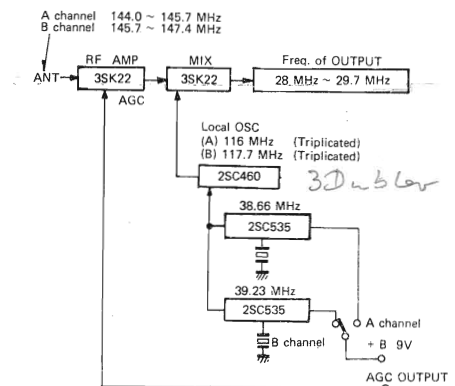 A channel 144.0 ~ 145.7 MHz
B channel 145.7 ~ 147.4 MHz
RF AMP
MIX
Freq. of OUTPUT
ANT
3SK22
3SK22
28 MHz ~ 29.7 MHz
AGC
Local OSC
(A) 116 MHz (Triplicated)
(B) 117.7 MHz (Triplicated)
2SC460
38.66 MHz
2SC535
39.23 MHz
2SC535
A channel
B channel
+ B 9V
AGC OUTPUT